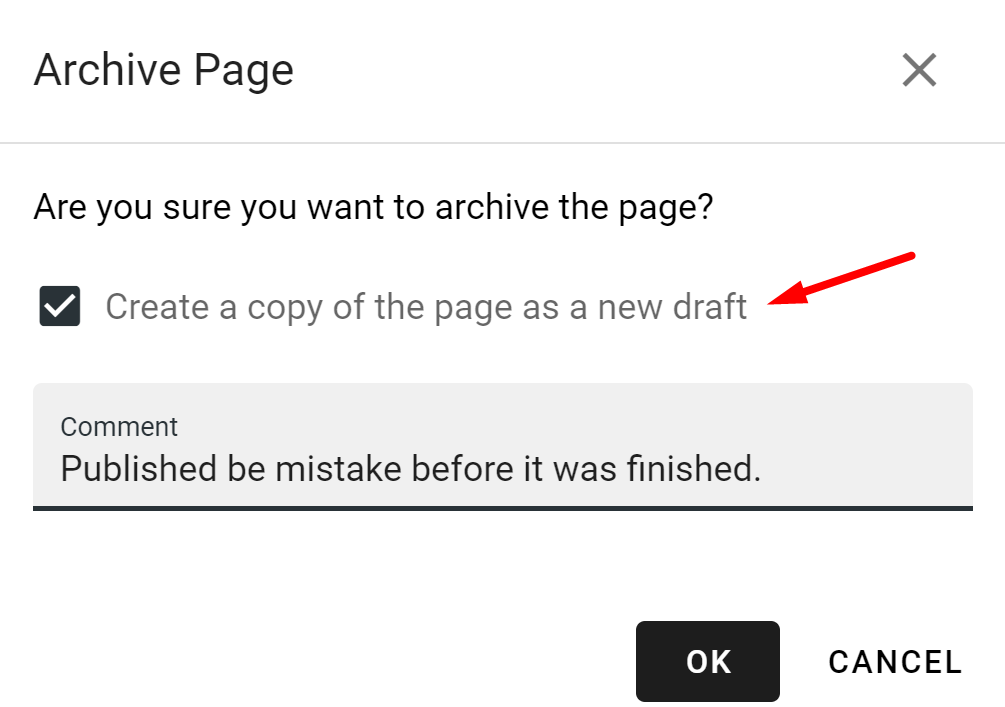 Archive Page
Are you sure you want to archive the page?
Create a copy of the page as a new draft
Comment
Published be mistake before it was finished.
OK CANCEL